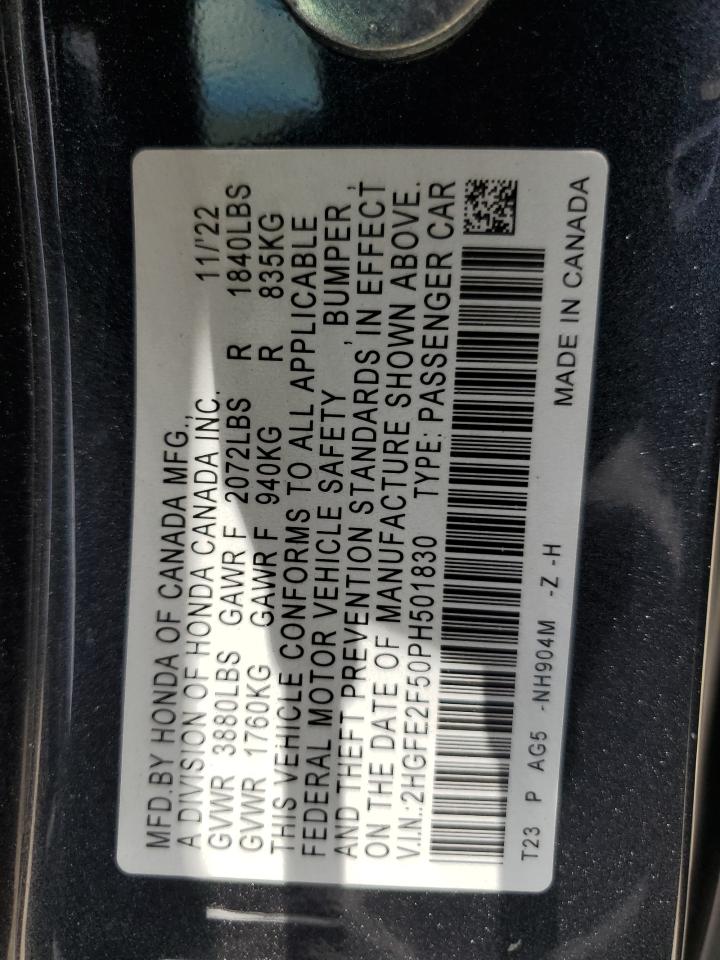 MFD.BY HONDA OF CANADA MFG.,
A DIVISION OF HONDA CANADA INC. 11/'22
GVWR 3880LBS GAWR F 2072LBS R 1840LBS
GVWR 1760KG GAWR F 940KG R 835KG
THIS VEHICLE CONFORMS TO ALL APPLICABLE
FEDERAL MOTOR VEHICLE SAFETY , BUMPER ,
AND THEFT PREVENTION STANDARDS IN EFFECT
ON THE DATE OF MANUFACTURE SHOWN ABOVE.
V.I.N.:2HGFE2F50PH501830 TYPE: PASSENGER CAR
T23 P AG5 -NH904M -Z -H
MADE IN CANADA